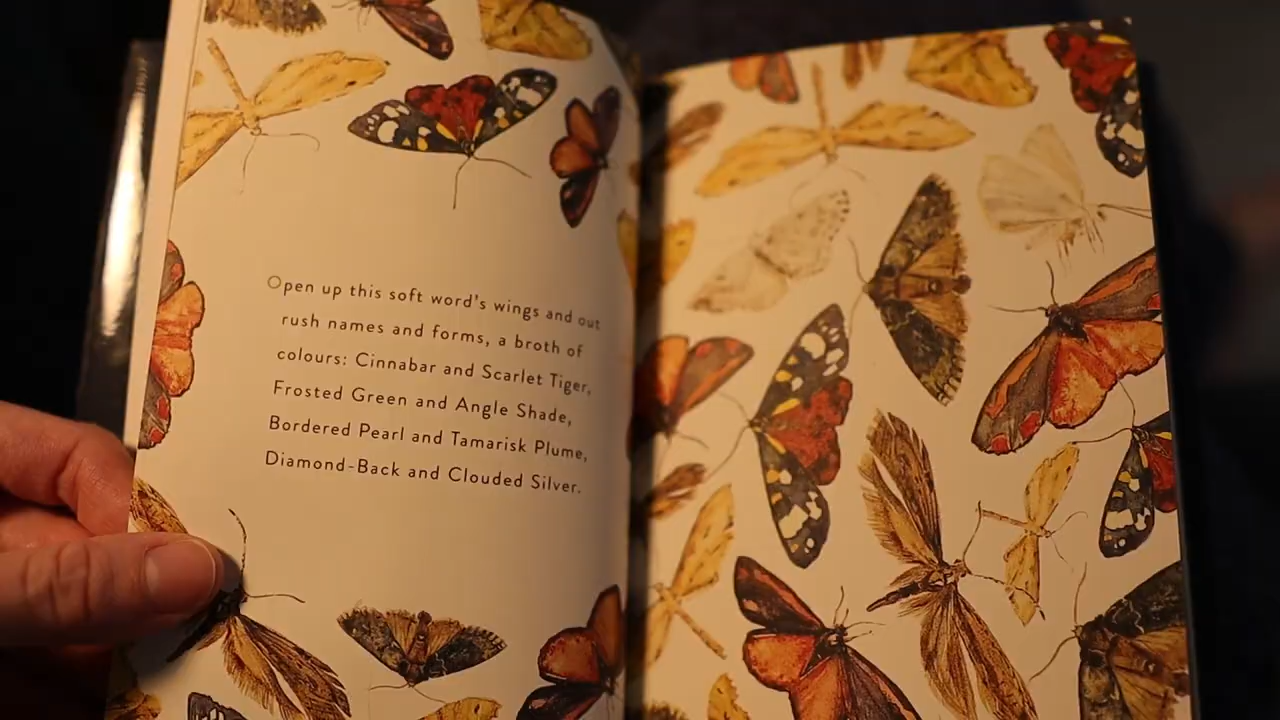 Open up this soft word's wings and out
rush names and forms, a broth of
colours: Cinnabar and Scarlet Tiger,
Frosted Green and Angle Shade,
Bordered Pearl and Tamarisk Plume,
Diamond-Back and Clouded Silver.